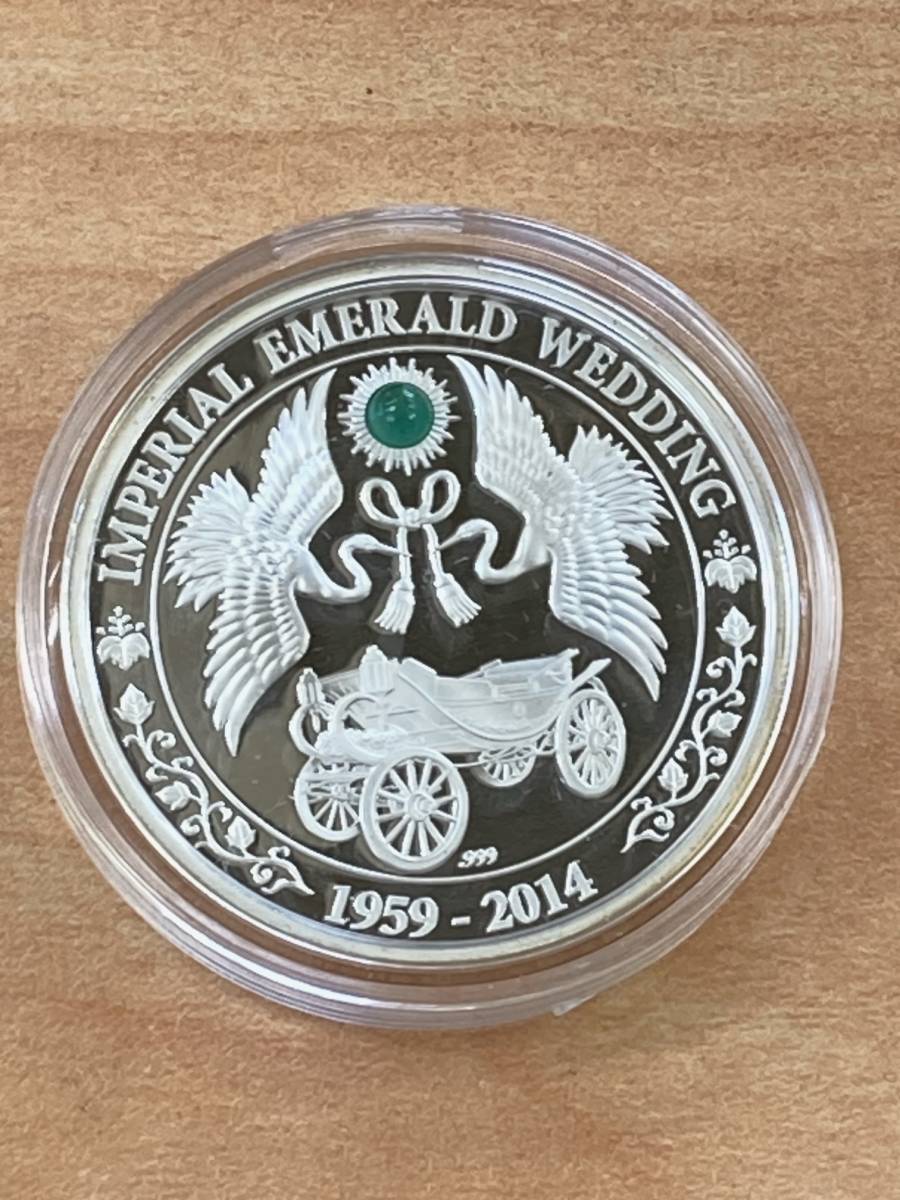 IMPERIAL EMERALD WEDDING
.999
1959 - 2014